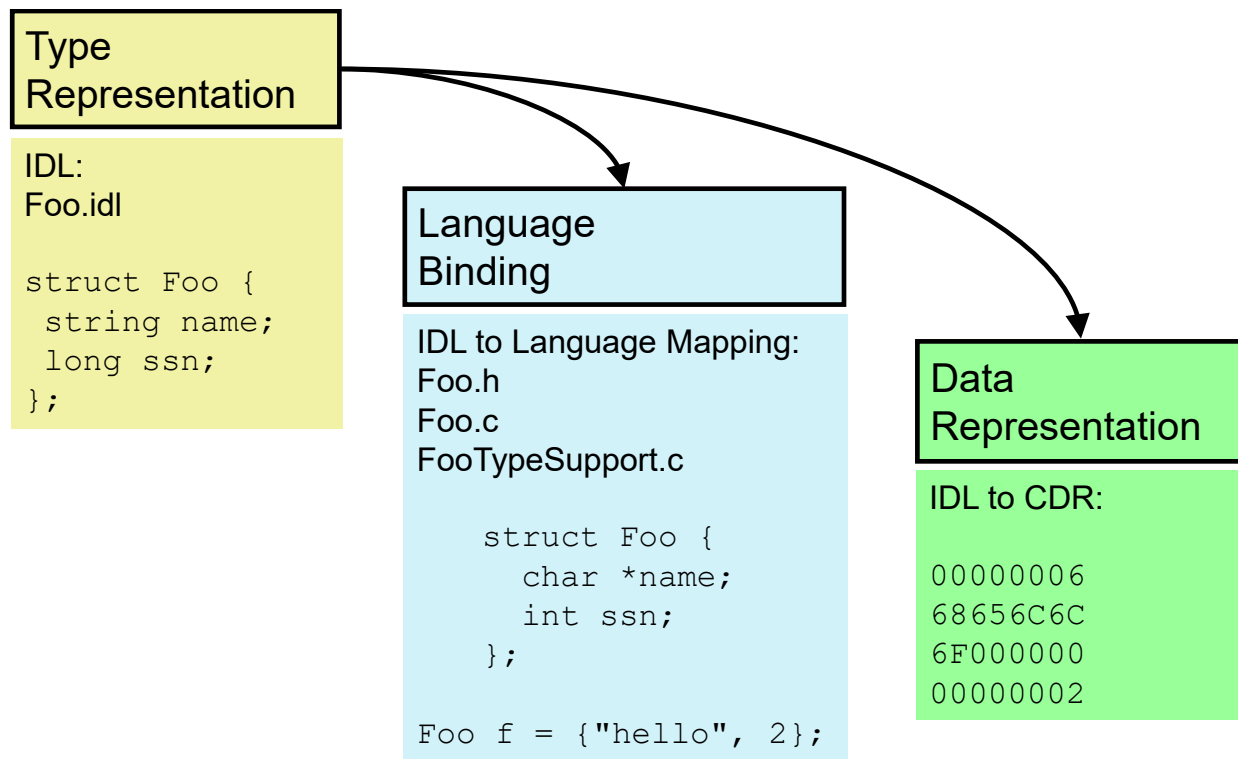 Type
Representation
IDL:
Foo.idl
struct Foo {
 string name;
 long ssn;
};
Language
Binding
IDL to Language Mapping:
Foo.h
Foo.c
FooTypeSupport.c
struct Foo {
  char *name;
  int ssn;
};
Foo f = {"hello", 2};
Data
Representation
IDL to CDR:
00000006
68656C6C
6F000000
00000002